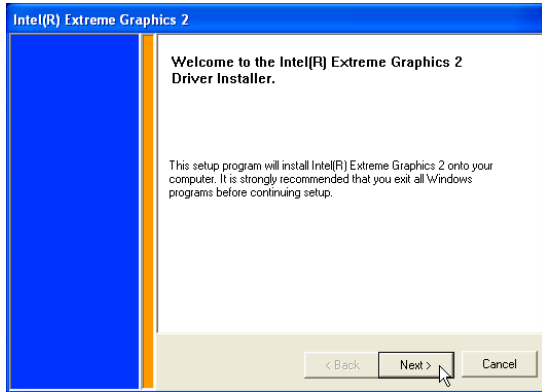 Intel(R) Extreme Graphics 2
Welcome to the Intel(R) Extreme Graphics 2
Driver Installer.
This setup program will install Intel(R) Extreme Graphics 2 onto your
computer. It is strongly recommended that you exit all Windows
programs before continuing setup.
< Back Next > Cancel